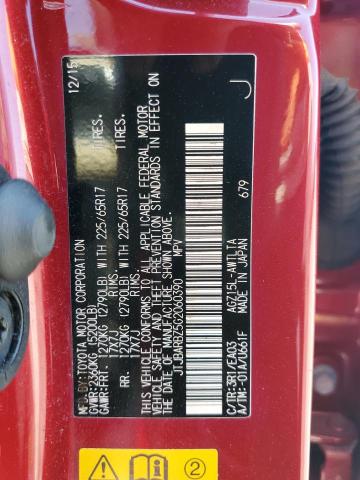 MFD.BY:TOYOTA MOTOR CORPORATION 12/15
GVWR:2360KG (5200LB)
GAWR:FRT. 1270KG (2790LB) WITH 225/65R17 TIRES.
17X7J RIMS.
RR. 1270KG (2790LB) WITH 225/65R17 TIRES.
17X7J RIMS.
THIS VEHICLE CONFORMS TO ALL APPLICABLE FEDERAL MOTOR
VEHICLE SAFETY AND THEFT PREVENTION STANDARDS IN EFFECT ON
THE DATE OF MANUFACTURE SHOWN ABOVE.
MPV
C/TR:3R1/EA03 AGZ15L-AWTLTA 679
A/TM:-01A/U661F MADE IN JAPAN
J
2